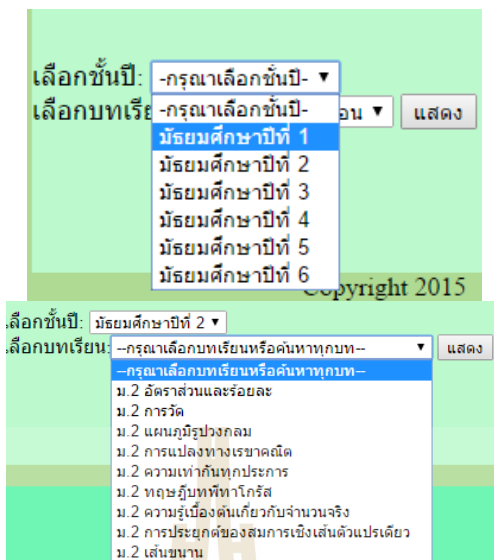 เลือกชั้นปี: -กรุณาเลือกชั้นปี-
เลือกบทเรีย
-กรุณาเลือกชั้นปี-
อน
แสดง
มัธยมศึกษาปีที่ 1
มัธยมศึกษาปีที่ 2
มัธยมศึกษาปีที่ 3
มัธยมศึกษาปีที่ 4
มัธยมศึกษาปีที่ 5
มัธยมศึกษาปีที่ 6
Copyright 2015
เลือกชั้นปี: มัธยมศึกษาปีที่ 2
เลือกบทเรียน: --กรุณาเลือกบทเรียนหรือค้นหาทุกบท-- แสดง
--กรุณาเลือกบทเรียนหรือค้นหาทุกบท--
ม.2 อัตราส่วนและร้อยละ
ม.2 การวัด
ม.2 แผนภูมิรูปวงกลม
ม.2 การแปลงทางเรขาคณิต
ม.2 ความเท่ากันทุกประการ
ม.2 ทฤษฎีบทพีทาโกรัส
ม.2 ความรู้เบื้องต้นเกี่ยวกับจำนวนจริง
ม.2 การประยุกต์ของสมการเชิงเส้นตัวแปรเดียว
ม.2 เส้นขนาน